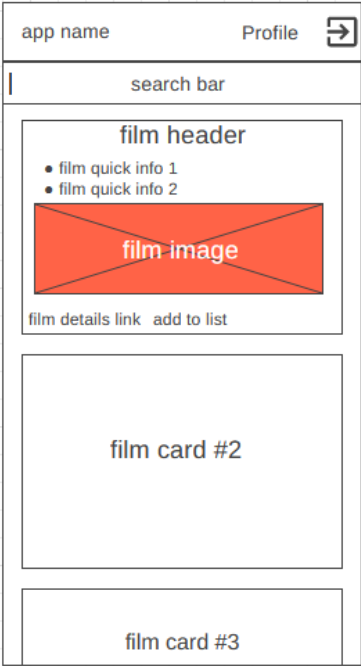 app name Profile
search bar
film header
● film quick info 1
● film quick info 2
film image
film details link add to list
film card #2
film card #3